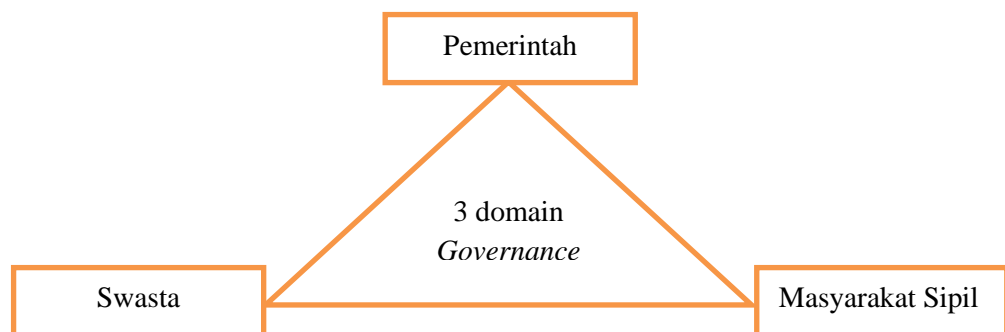 Pemerintah
3 domain
Governance
Swasta
Masyarakat Sipil